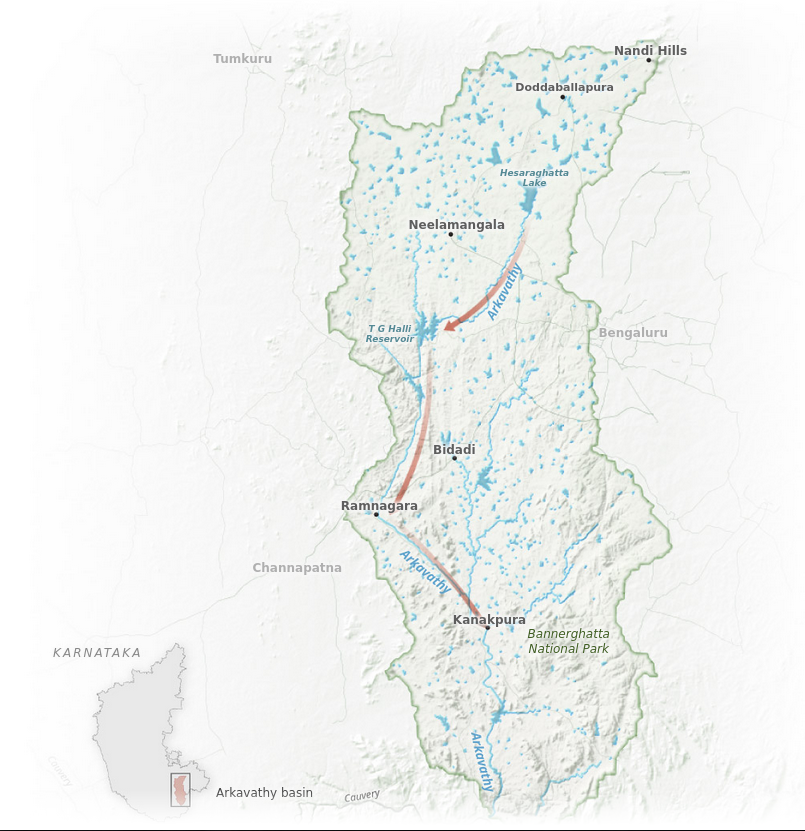 Nandi Hills
Tumkuru
Doddaballapura
Hesaraghatta
Lake
Neelamangala
Arkavathy
T G Halli
Reservoir
Bengaluru
Bidadi
Ramnagara
Arkavathy
Channapatna
Kanakpura
Bannerghatta
National Park
KARNATAKA
Arkavathy
Cauvery
Arkavathy basin
Cauvery